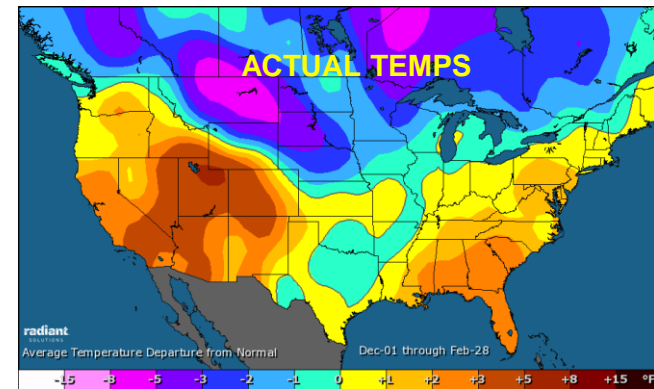 ACTUAL TEMPS
radiant
SOLUTIONS
Average Temperature Departure from Normal
Dec-01 through Feb-28
-15 -8 -5 -3 -2 -1 0 +1 +2 +3 +5 +8 +15 °F